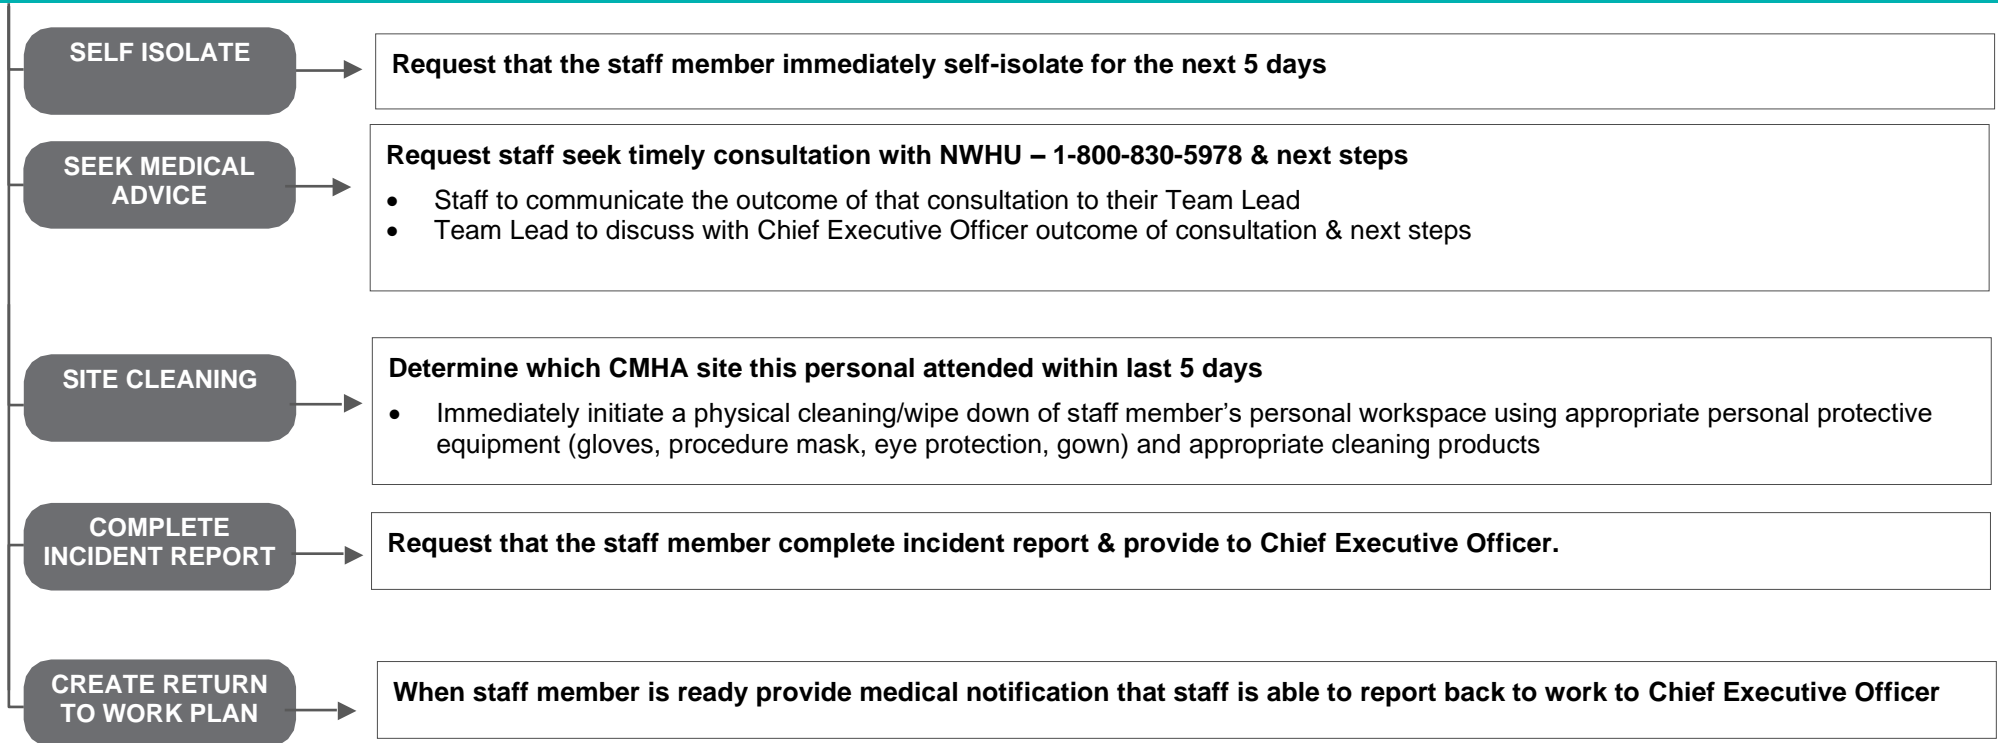 SELF ISOLATE
Request that the staff member immediately self-isolate for the next 5 days
SEEK MEDICAL
ADVICE
Request staff seek timely consultation with NWHU – 1-800-830-5978 & next steps
• Staff to communicate the outcome of that consultation to their Team Lead
• Team Lead to discuss with Chief Executive Officer outcome of consultation & next steps
SITE CLEANING
Determine which CMHA site this personal attended within last 5 days
• Immediately initiate a physical cleaning/wipe down of staff member’s personal workspace using appropriate personal protective
equipment (gloves, procedure mask, eye protection, gown) and appropriate cleaning products
COMPLETE
INCIDENT REPORT
Request that the staff member complete incident report & provide to Chief Executive Officer.
CREATE RETURN
TO WORK PLAN
When staff member is ready provide medical notification that staff is able to report back to work to Chief Executive Officer